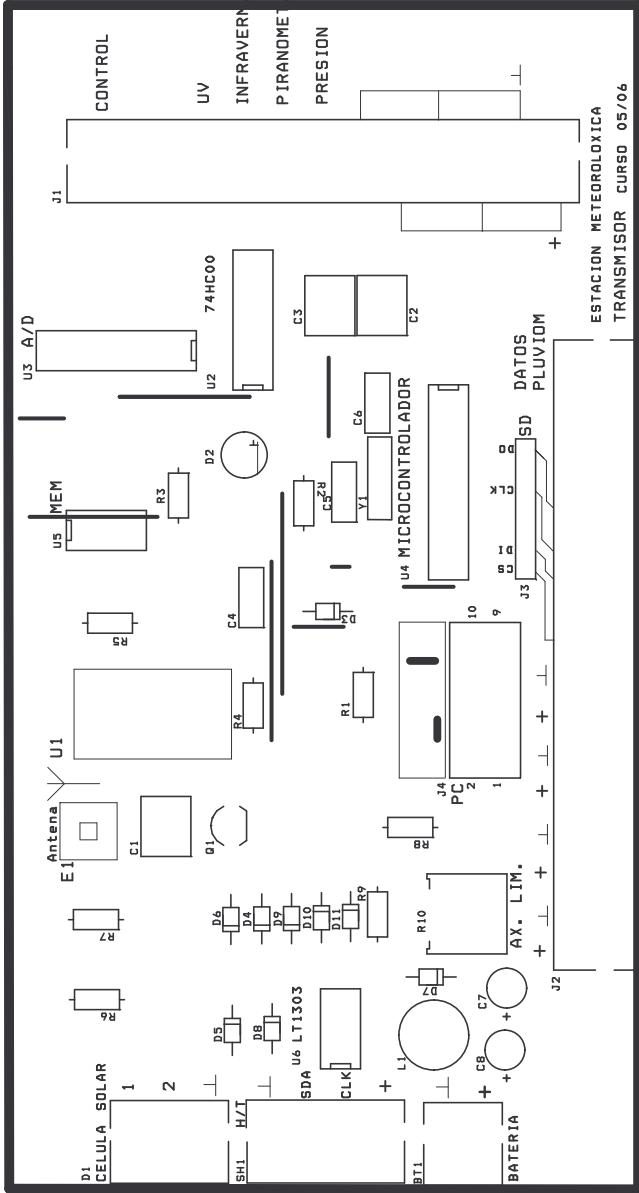 CONTROL
UV
INFRAVERM
PIRANOMET
PRESION
J1
ESTACION METEOROLOXICA
TRANSMISOR CURSO 05/06
+
74HC00
U2
C3
C2
A/D
U3
DATOS
PLUVIOM
D2
+
C6
MICROCONTROLADOR
U4
SD
DO
CLK
DI
CS
J3
MEM
U5
R3
R2
C5
Y1
R5
C4
D3
10
9
U1
R4
R1
J4
PC
2
1
+
+
+
+
Antena
E1
C1
Q1
R8
R7
D6
D4
D9
D10
D11
R9
R10
AX. LIM.
J2
R6
D5
D8
U6
LT1303
D7
L1
C7
+
C8
+
D1
CELULA SOLAR
1
2
SH1
H/T
SDA
CLK
+
BT1
+
BATERIA